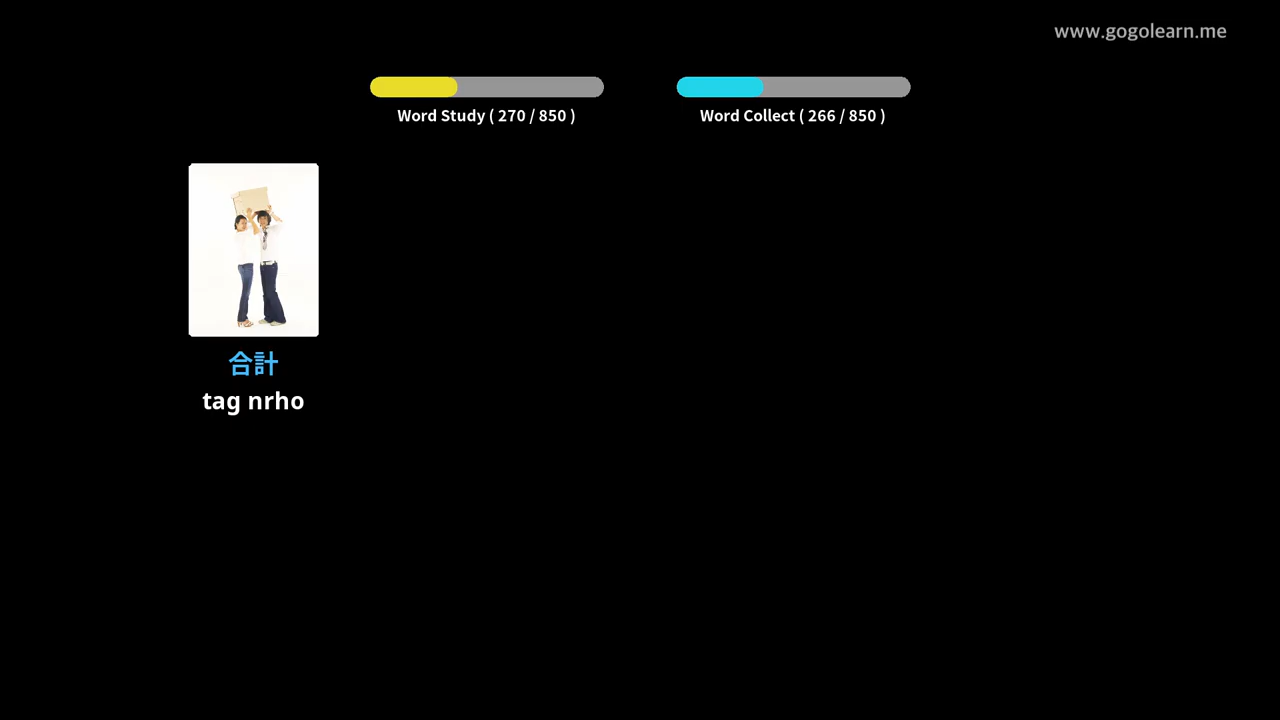 www.gogolearn.me
Word Study ( 270 / 850 )
Word Collect ( 266 / 850 )
合計
tag nrho